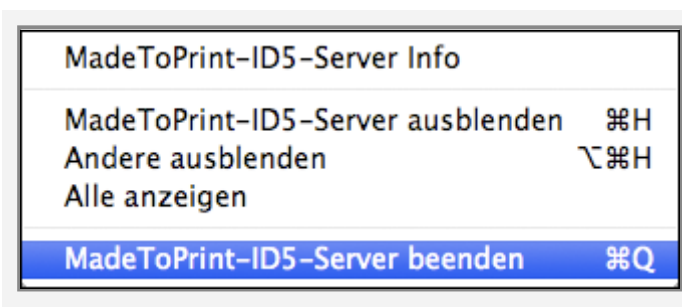 MadeToPrint-ID5-Server Info
MadeToPrint-ID5-Server ausblenden ⌘H
Andere ausblenden ⌥⌘H
Alle anzeigen
MadeToPrint-ID5-Server beenden ⌘Q